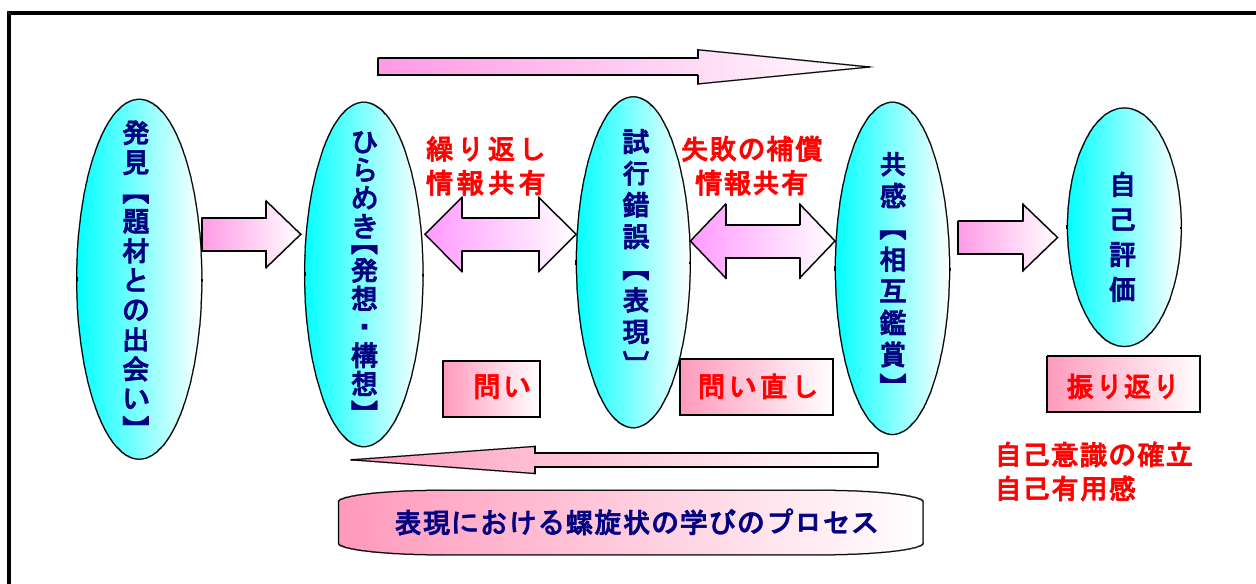 発見【題材との出会い】
ひらめき【発想・構想】
繰り返し
情報共有
試行錯誤【表現〕
失敗の補償
情報共有
共感【相互鑑賞】
自己評価
問い
問い直し
振り返り
自己意識の確立
自己有用感
表現における螺旋状の学びのプロセス